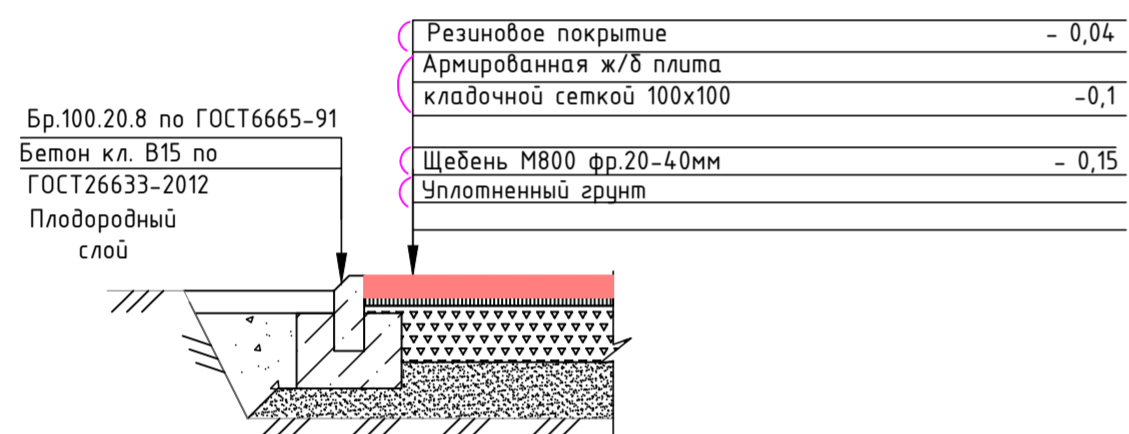 Резиновое покрытие - 0,04
Армированная ж/б плита
кладочной сеткой 100х100 -0,1
Бр.100.20.8 по ГОСТ6665-91
Бетон кл. В15 по
ГОСТ26633-2012
Плодородный
слой
Щебень М800 фр.20-40мм - 0,15
Уплотненный грунт